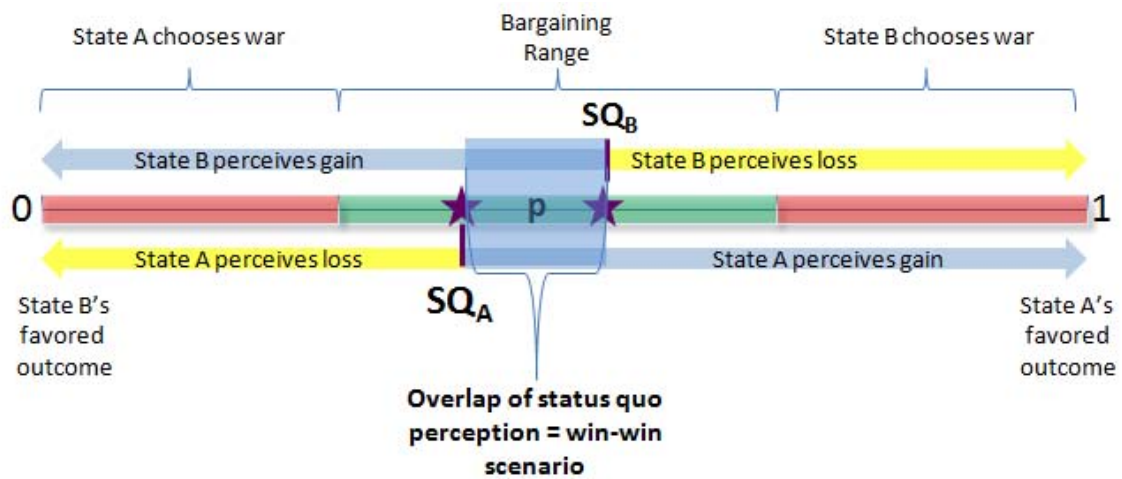 State A chooses war
Bargaining
Range
State B chooses war
SQB
State B perceives gain
State B perceives loss
0
p
1
State A perceives loss
State A perceives gain
SQA
State B's
favored
outcome
State A's
favored
outcome
Overlap of status quo
perception = win-win
scenario